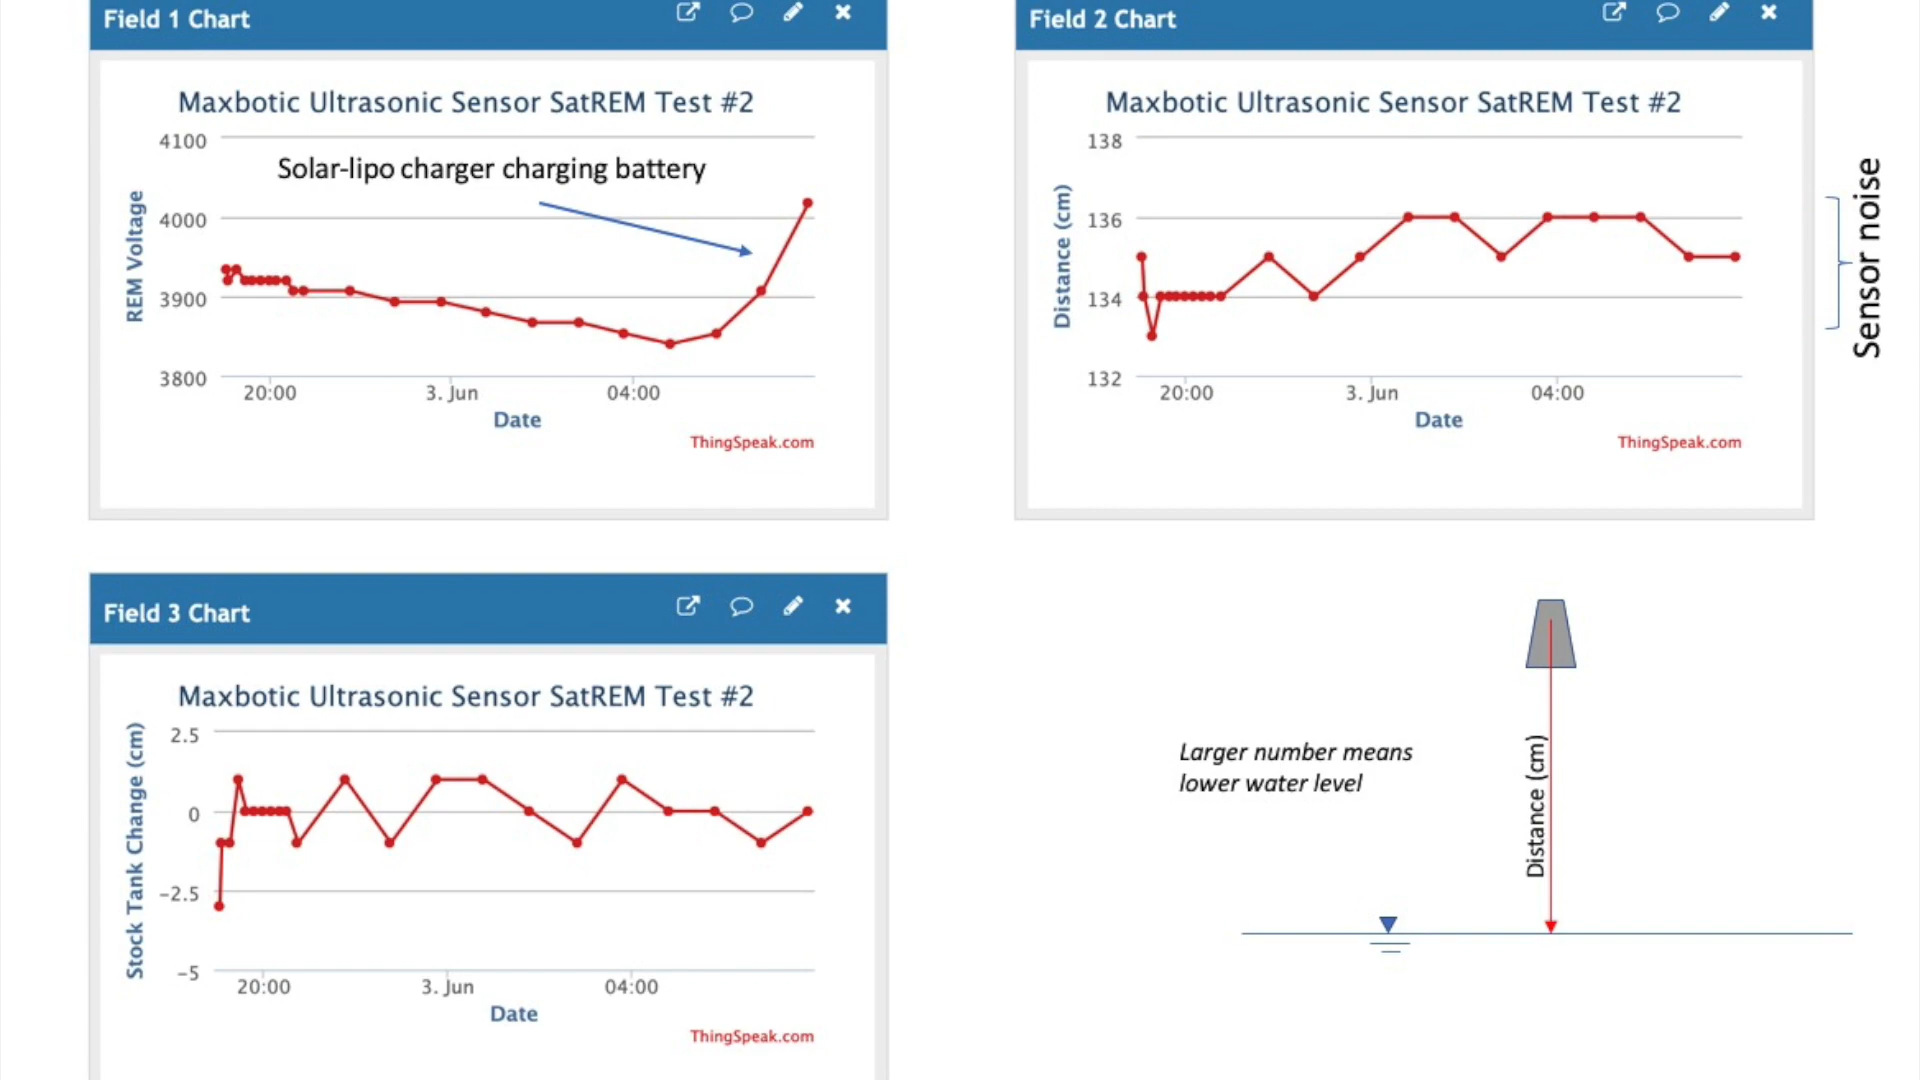 Field 1 Chart
Maxbotic Ultrasonic Sensor SatREM Test #2
4100
Solar-lipo charger charging battery
4000
3900
3800
REM Voltage
20:00
3. Jun
04:00
Date
ThingSpeak.com
Field 2 Chart
Maxbotic Ultrasonic Sensor SatREM Test #2
138
136
134
132
Distance (cm)
20:00
3. Jun
04:00
Date
ThingSpeak.com
Sensor noise
Field 3 Chart
Maxbotic Ultrasonic Sensor SatREM Test #2
2.5
0
−2.5
−5
Stock Tank Change (cm)
20:00
3. Jun
04:00
Date
ThingSpeak.com
Larger number means
lower water level
Distance (cm)